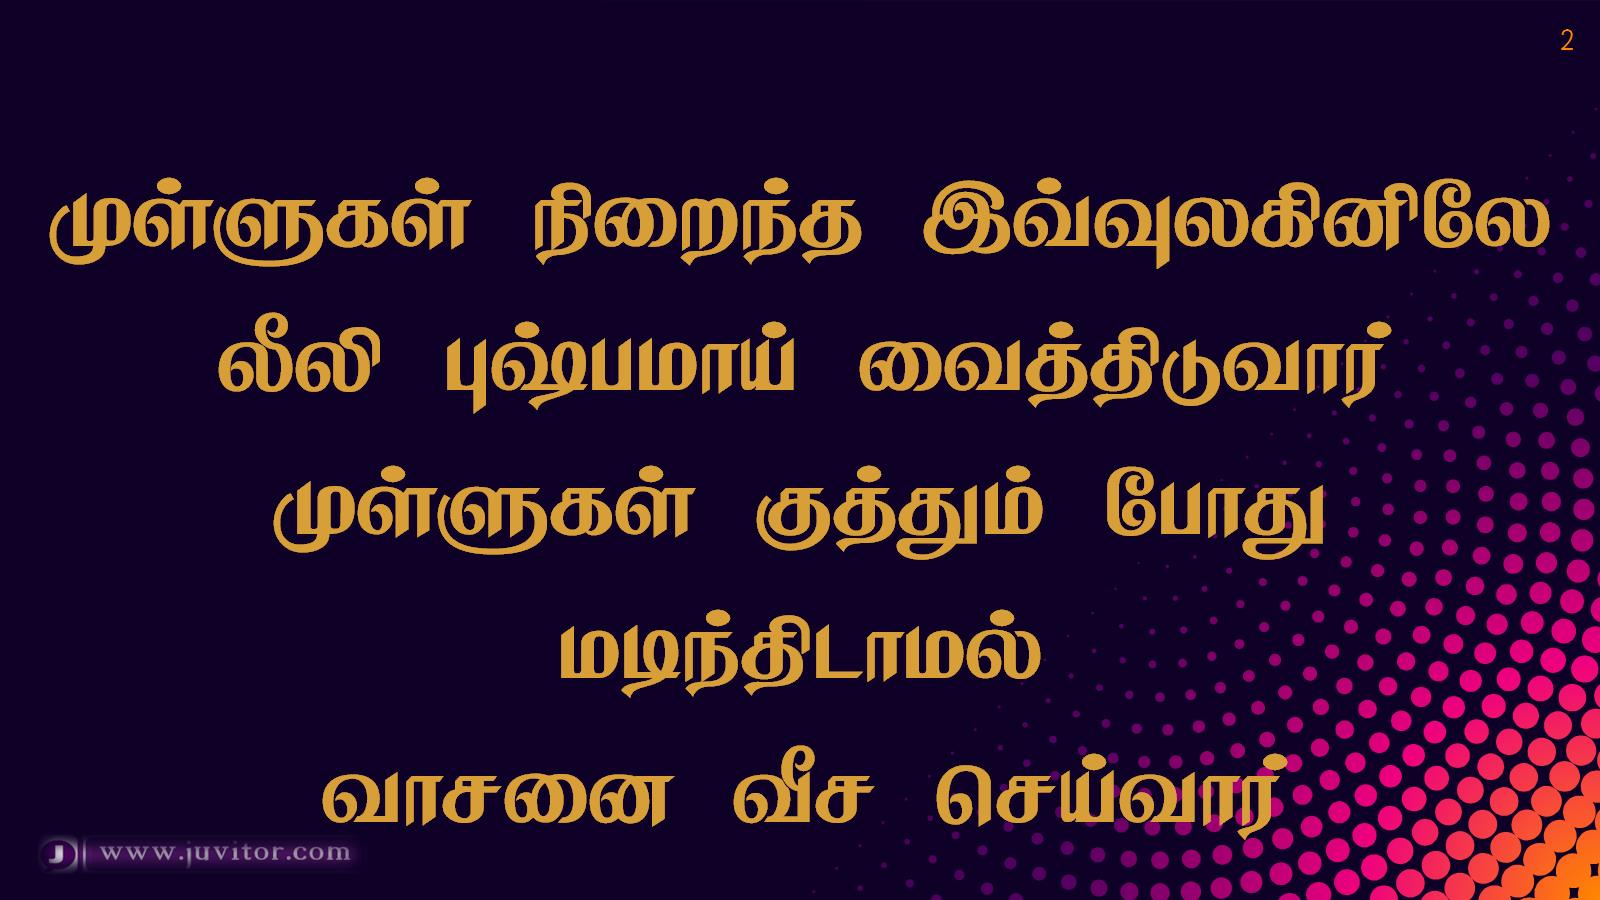 2
முள்ளுகள் நிறைந்த இவ்வுலகினிலே
லீலி புஷ்பமாய் வைத்திடுவார்
முள்ளுகள் குத்தும் போது
மடிந்திடாமல்
வாசனை வீச செய்வார்
J www.juvitor.com